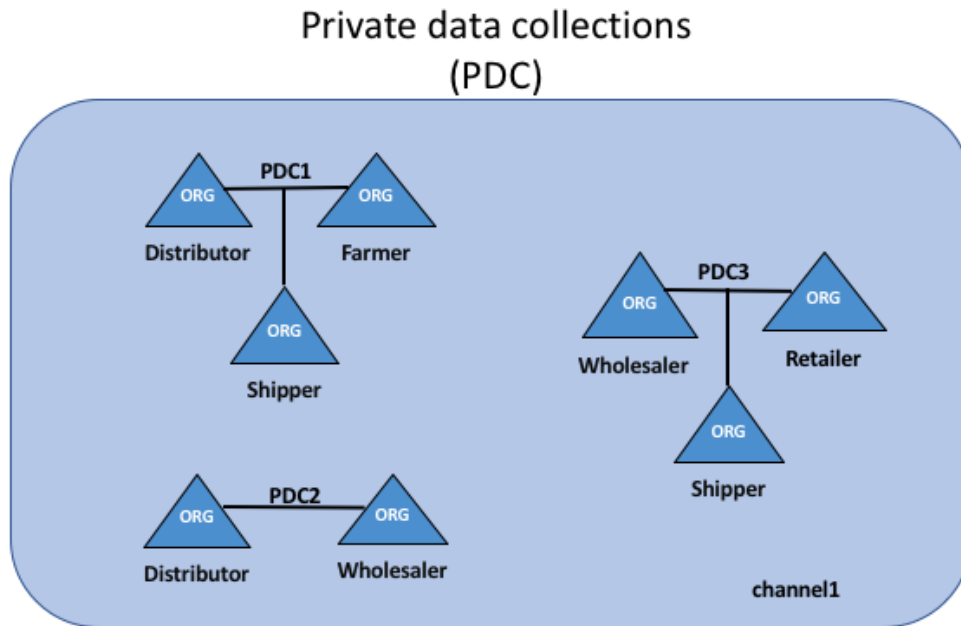 Private data collections
(PDC)
PDC1
ORG
ORG
Distributor
Farmer
ORG
Shipper
PDC3
ORG
ORG
Wholesaler
Retailer
ORG
Shipper
PDC2
ORG
ORG
Distributor
Wholesaler
channel1